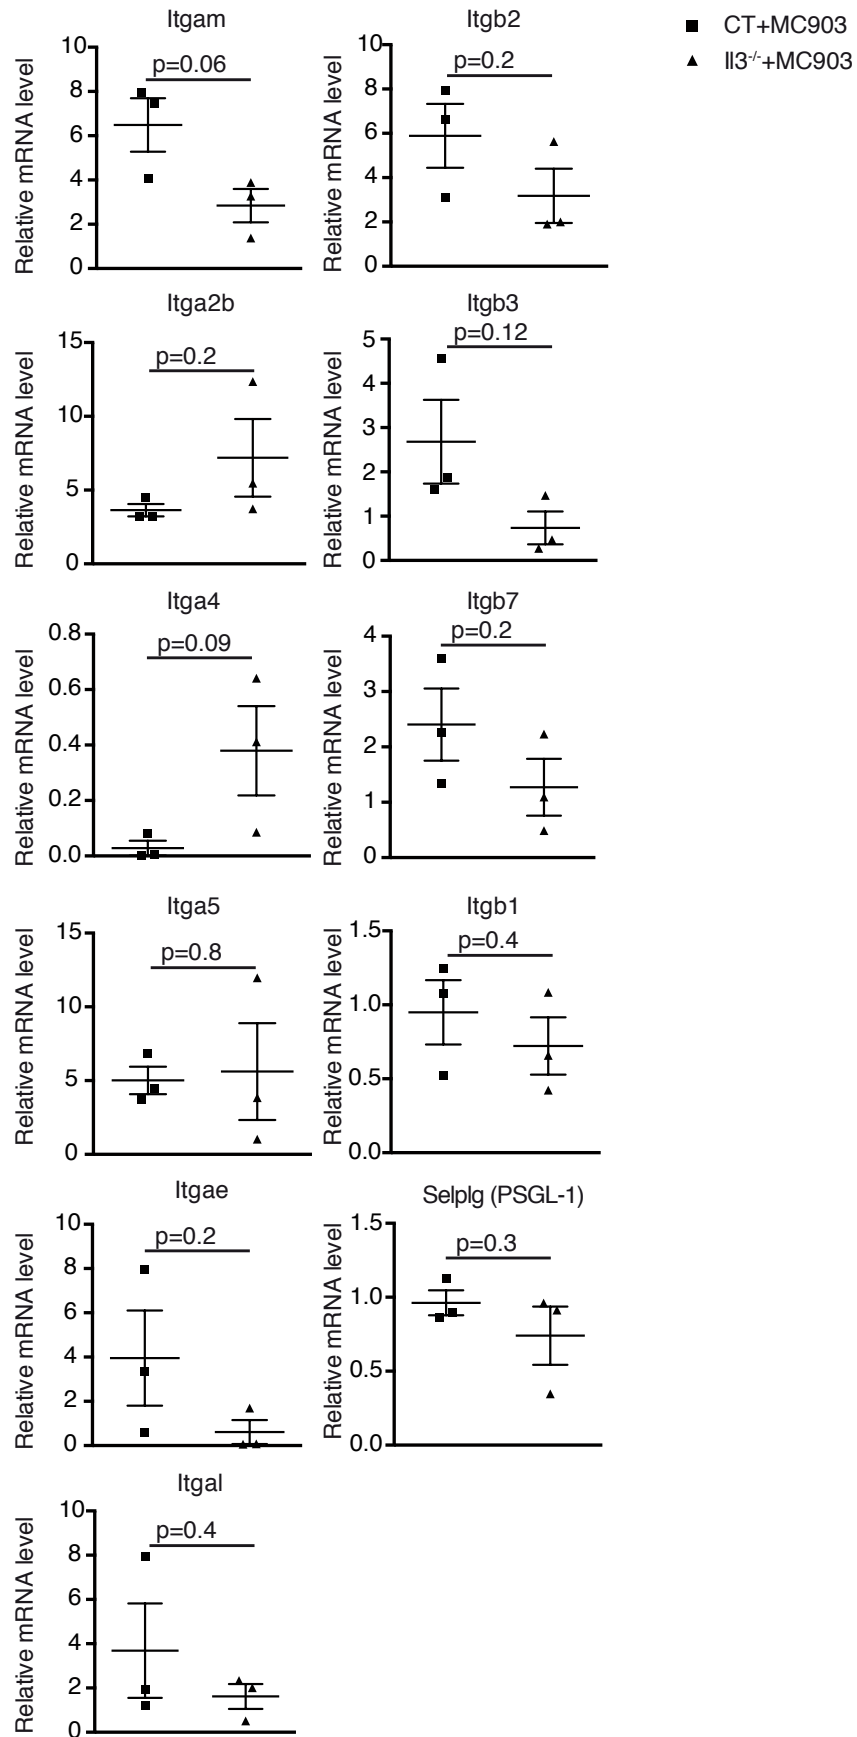 Itgam
Relative mRNA level
10
8
6
4
2
0
p=0.06
Itgb2
Relative mRNA level
10
8
6
4
2
0
p=0.2
CT+MC903
Il3-/-+MC903
Itga2b
Relative mRNA level
15
10
5
0
p=0.2
Itgb3
Relative mRNA level
5
4
3
2
1
0
p=0.12
Itga4
Relative mRNA level
0.8
0.6
0.4
0.2
0.0
p=0.09
Itgb7
Relative mRNA level
4
3
2
1
0
p=0.2
Itga5
Relative mRNA level
15
10
5
0
p=0.8
Itgb1
Relative mRNA level
1.5
1.0
0.5
0.0
p=0.4
Itgae
Relative mRNA level
10
8
6
4
2
0
p=0.2
Selplg (PSGL-1)
Relative mRNA level
1.5
1.0
0.5
0.0
p=0.3
Itgal
Relative mRNA level
10
8
6
4
2
0
p=0.4